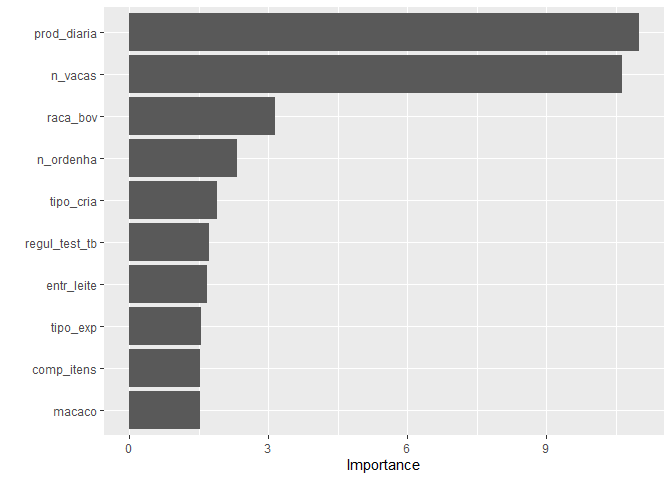 prod_diaria
n_vacas
raca_bov
n_ordenha
tipo_cria
regul_test_tb
entr_leite
tipo_exp
comp_itens
macaco
0 3 6 9
Importance